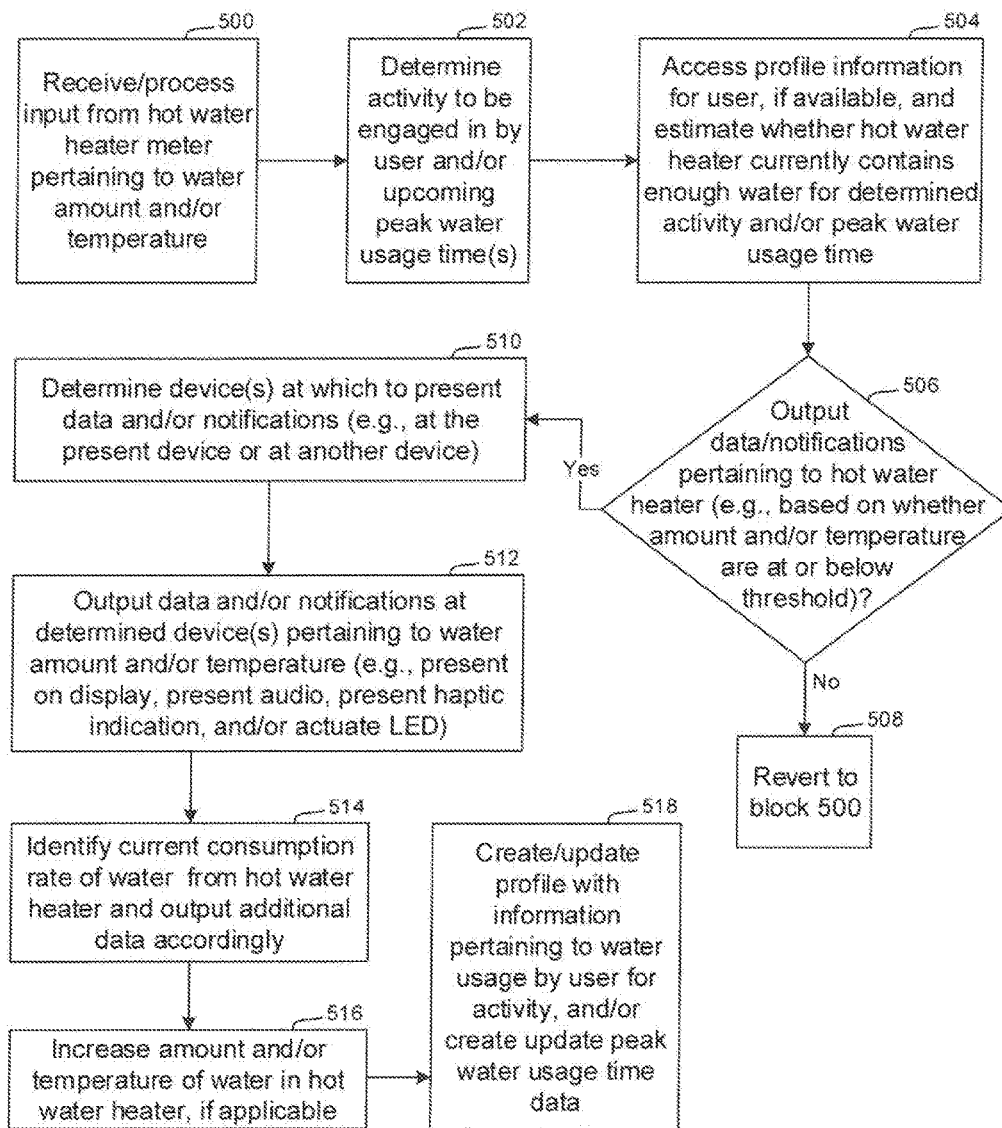 500
Receive/process
input from hot water
heater meter
pertaining to water
amount and/or
temperature
502
Determine
activity to be
engaged in by
user and/or
upcoming
peak water
usage time(s)
504
Access profile information
for user, if available, and
estimate whether hot water
heater currently contains
enough water for determined
activity and/or peak water
usage time
506
Output
data/notifications
pertaining to hot water
heater (e.g., based on whether
amount and/or temperature
are at or below
threshold)?
Yes
No
508
Revert to
block 500
510
Determine device(s) at which to present
data and/or notifications (e.g., at the
present device or at another device)
512
Output data and/or notifications at
determined device(s) pertaining to water
amount and/or temperature (e.g., present
on display, present audio, present haptic
indication, and/or actuate LED)
514
Identify current consumption
rate of water from hot water
heater and output additional
data accordingly
516
Increase amount and/or
temperature of water in hot
water heater, if applicable
518
Create/update
profile with
information
pertaining to water
usage by user for
activity, and/or
create update peak
water usage time
data